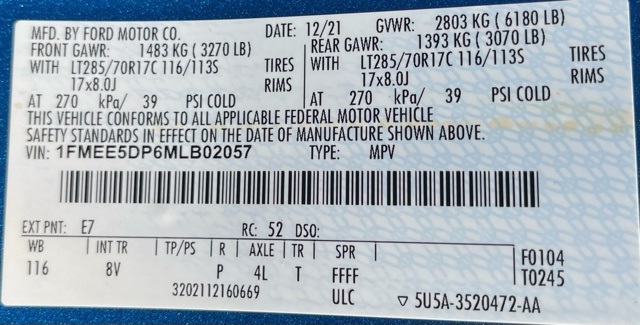 MFD. BY FORD MOTOR CO. DATE: 12/21 GVWR: 2803 KG ( 6180 LB)
FRONT GAWR: 1483 KG ( 3270 LB) REAR GAWR: 1393 KG ( 3070 LB)
WITH LT285/70R17C 116/113S TIRES WITH LT285/70R17C 116/113S TIRES
17x8.0J RIMS 17x8.0J RIMS
AT 270 kPa/ 39 PSI COLD AT 270 kPa/ 39 PSI COLD
THIS VEHICLE CONFORMS TO ALL APPLICABLE FEDERAL MOTOR VEHICLE
SAFETY STANDARDS IN EFFECT ON THE DATE OF MANUFACTURE SHOWN ABOVE.
VIN: 1FMEE5DP6MLB02057 TYPE: MPV
EXT PNT: E7 RC: 52 DSO:
WB INT TR TP/PS R AXLE TR SPR F0104
116 8V P 4L T FFFF T0245
3202112160669 ULC ▽ 5U5A-3520472-AA